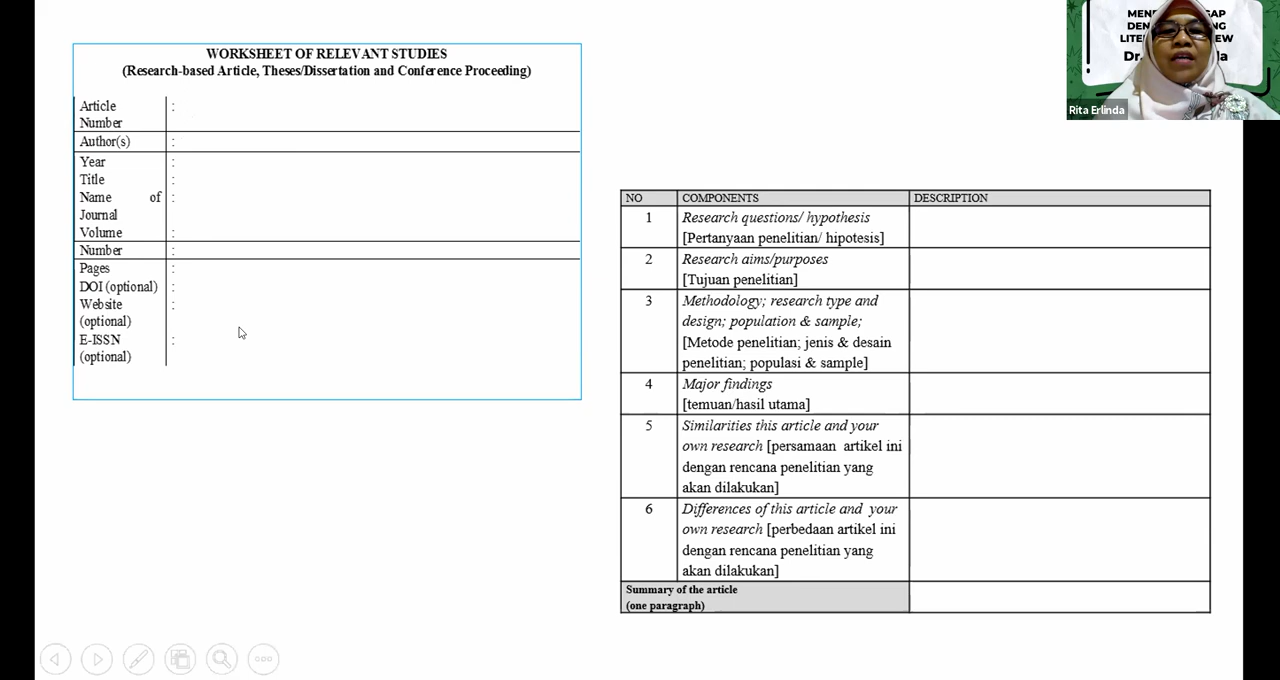 WORKSHEET OF RELEVANT STUDIES
(Research-based Article, Theses/Dissertation and Conference Proceeding)
Article :
Number
Author(s) :
Year :
Title :
Name of :
Journal
Volume :
Number :
Pages :
DOI (optional) :
Website :
(optional)
E-ISSN :
(optional)
NO COMPONENTS DESCRIPTION
1 Research questions/ hypothesis
[Pertanyaan penelitian/ hipotesis]
2 Research aims/purposes
[Tujuan penelitian]
3 Methodology; research type and
design; population & sample;
[Metode penelitian; jenis & desain
penelitian; populasi & sample]
4 Major findings
[temuan/hasil utama]
5 Similarities this article and your
own research [persamaan artikel ini
dengan rencana penelitian yang
akan dilakukan]
6 Differences of this article and your
own research [perbedaan artikel ini
dengan rencana penelitian yang
akan dilakukan]
Summary of the article
(one paragraph)
Rita Erlinda